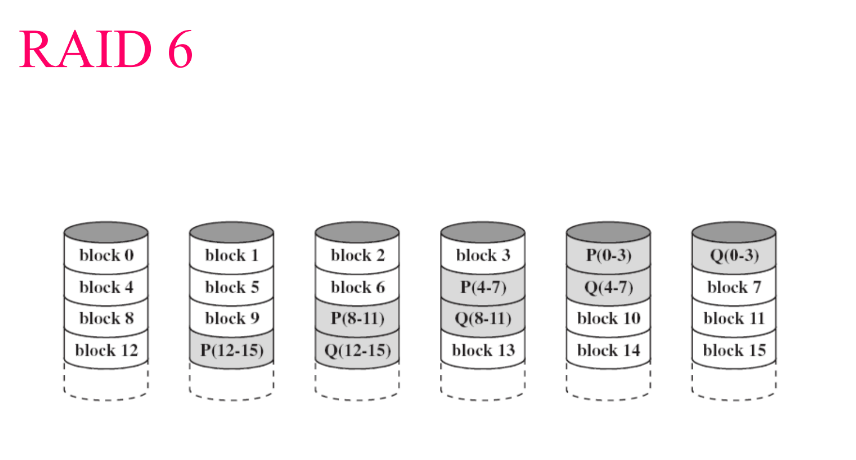 RAID 6
block 0 block 1 block 2 block 3 P(0-3) Q(0-3)
block 4 block 5 block 6 P(4-7) Q(4-7) block 7
block 8 block 9 P(8-11) Q(8-11) block 10 block 11
block 12 P(12-15) Q(12-15) block 13 block 14 block 15